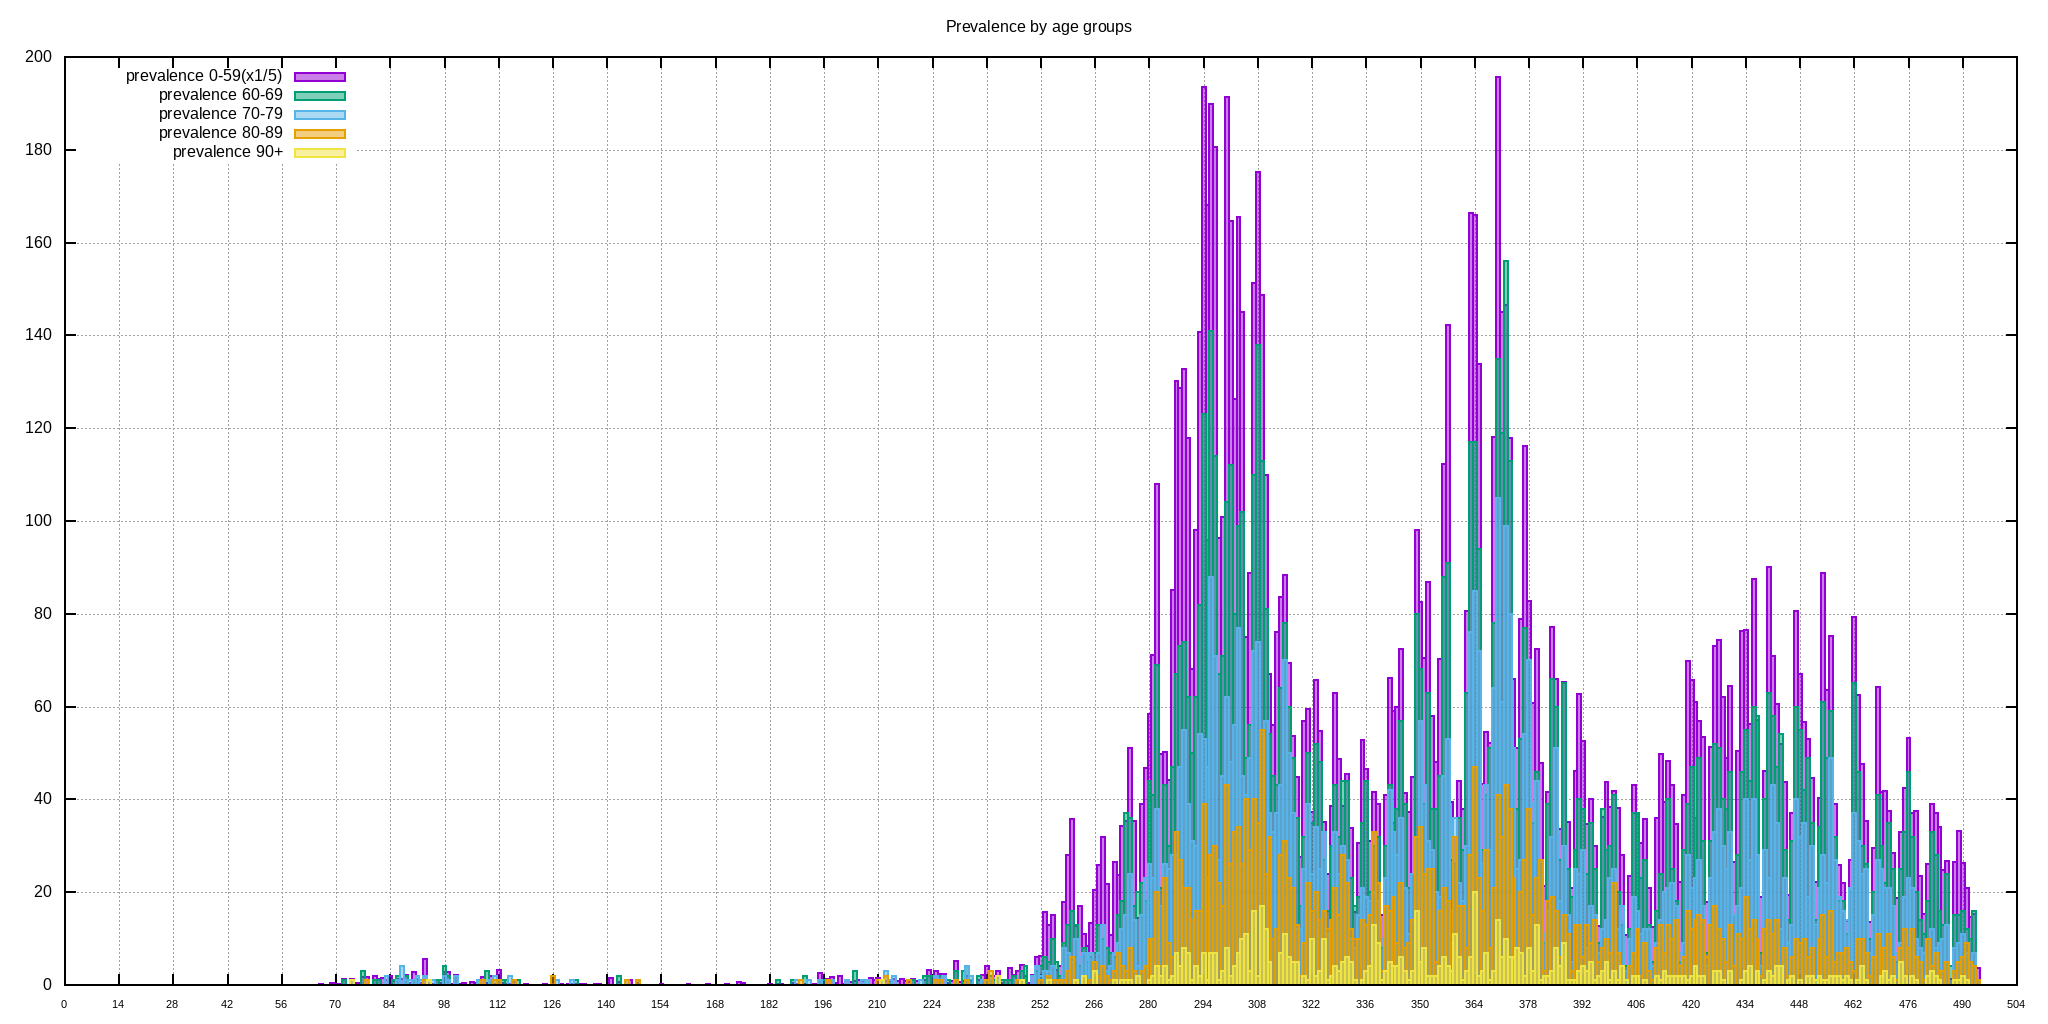 Prevalence by age groups
200
180
160
140
120
100
80
60
40
20
0
prevalence 0-59(x1/5)
prevalence 60-69
prevalence 70-79
prevalence 80-89
prevalence 90+
0 14 28 42 56 70 84 98 112 126 140 154 168 182 196 210 224 238 252 266 280 294 308 322 336 350 364 378 392 406 420 434 448 462 476 490 504